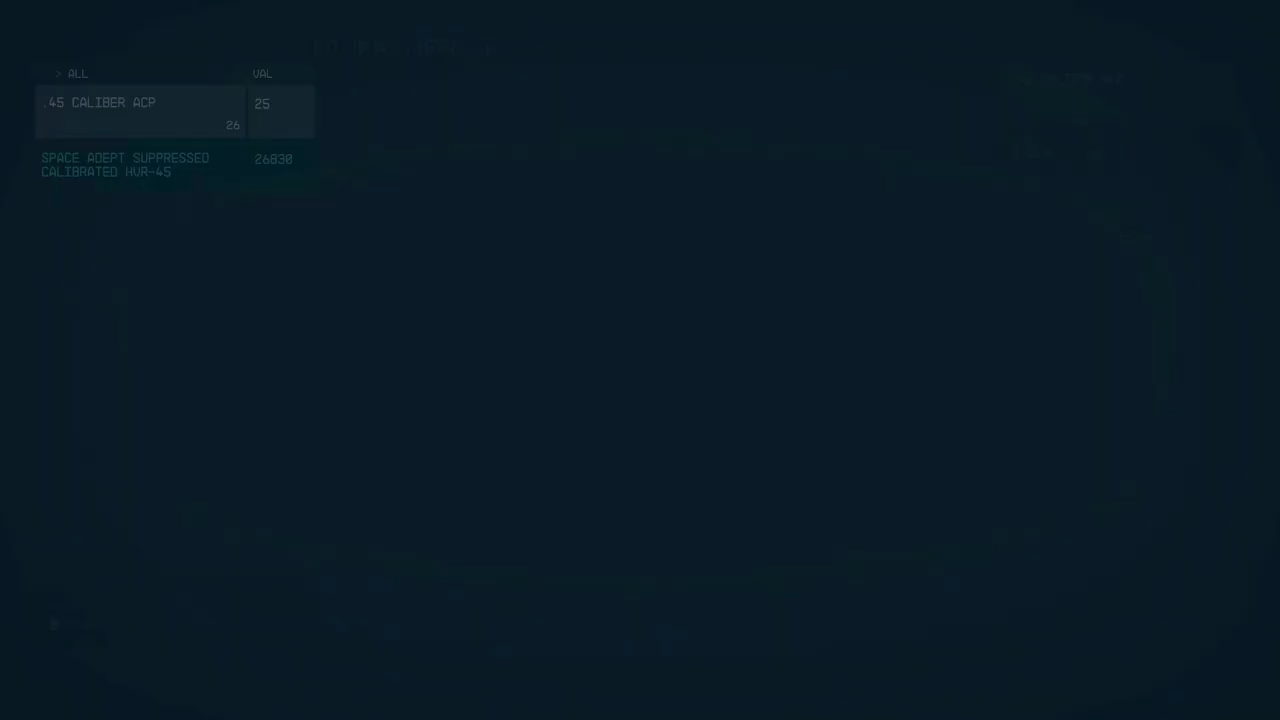 > ALL VAL
.45 CALIBER ACP 25
26
SPACE ADEPT SUPPRESSED 26830
CALIBRATED HVR-45